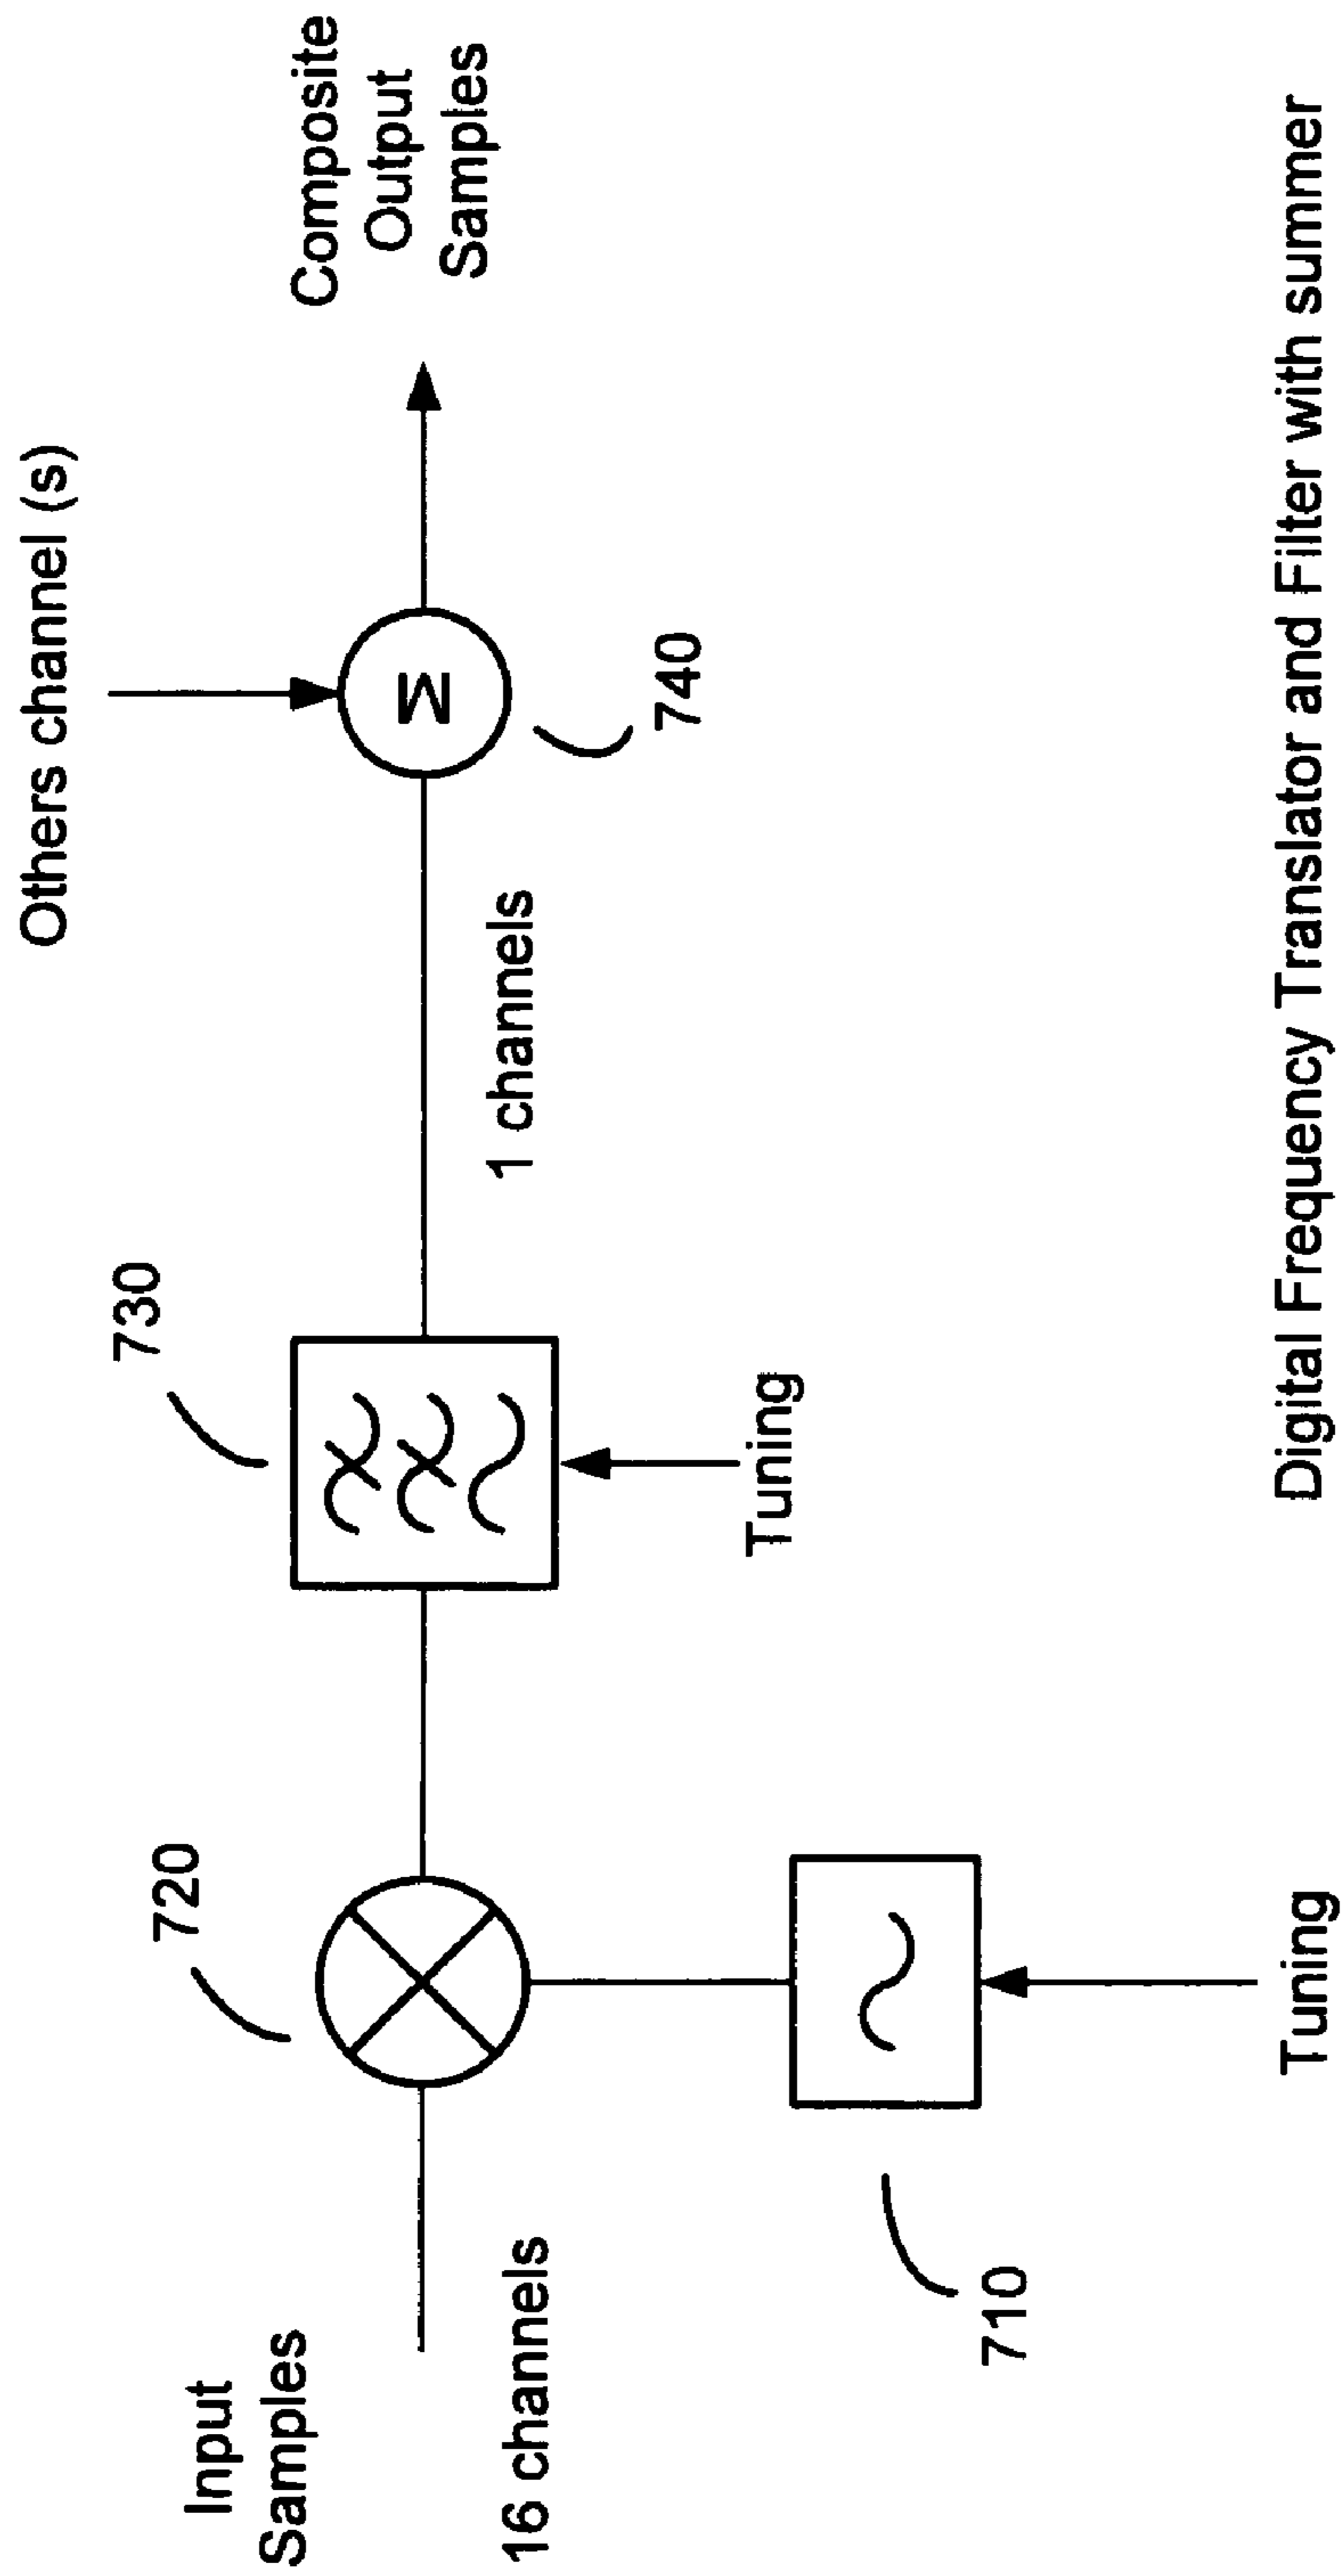 Others channel (s)
730
720
Input
Samples
Composite
Output
Samples
M
1 channels
16 channels
740
Tuning
710
Tuning
Digital Frequency Translator and Filter with summer